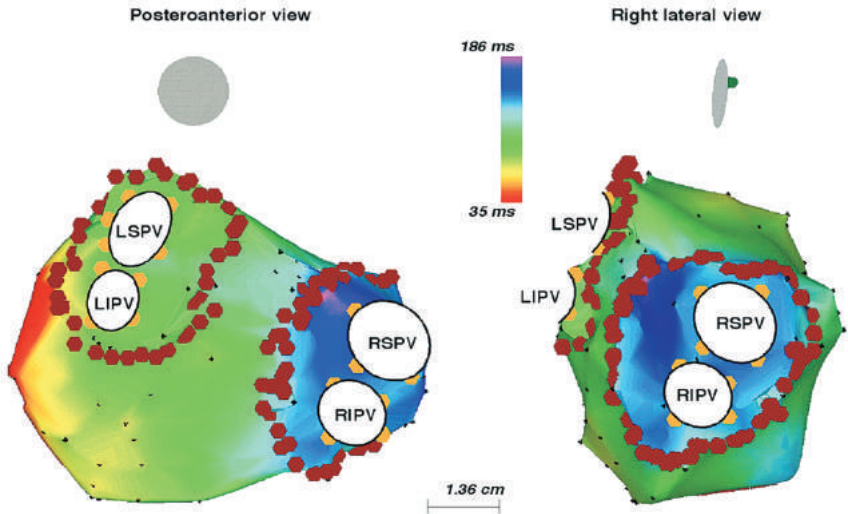 Posteroanterior view
Right lateral view
186 ms
35 ms
LSPV
LIPV
RSPV
RIPV
LSPV
LIPV
RSPV
RIPV
1.36 cm